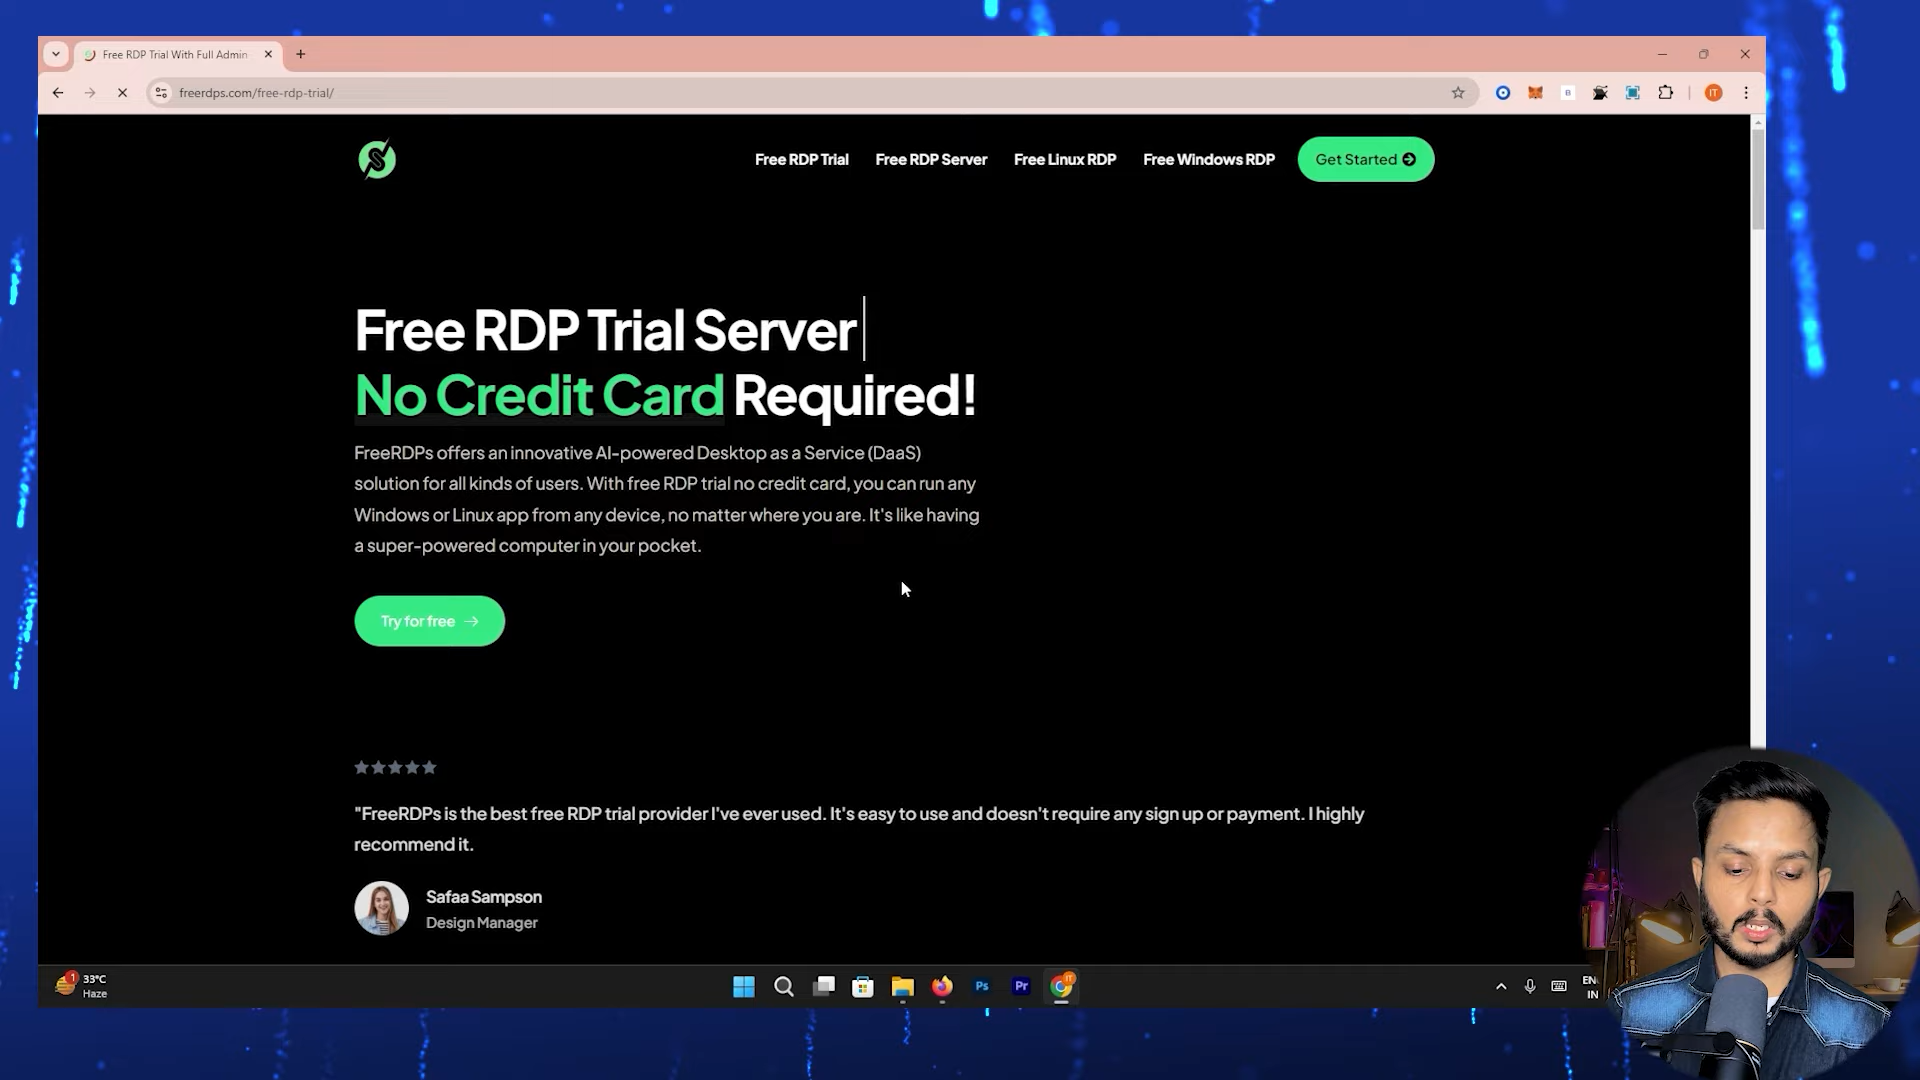 Free RDP Trial With Full Admin
freerdps.com/free-rdp-trial/
B
IT
Free RDP Trial
Free RDP Server
Free Linux RDP
Free Windows RDP
Get Started
S
Free RDP Trial Server
No Credit Card Required!
FreeRDPs offers an innovative AI-powered Desktop as a Service (DaaS)
solution for all kinds of users. With free RDP trial no credit card, you can run any
Windows or Linux app from any device, no matter where you are. It's like having
a super-powered computer in your pocket.
Try for free
"FreeRDPs is the best free RDP trial provider I've ever used. It's easy to use and doesn't require any sign up or payment. I highly
recommend it.
Safaa Sampson
Design Manager
1
33°C
Haze
Ps
Pr
IT
EN
IN